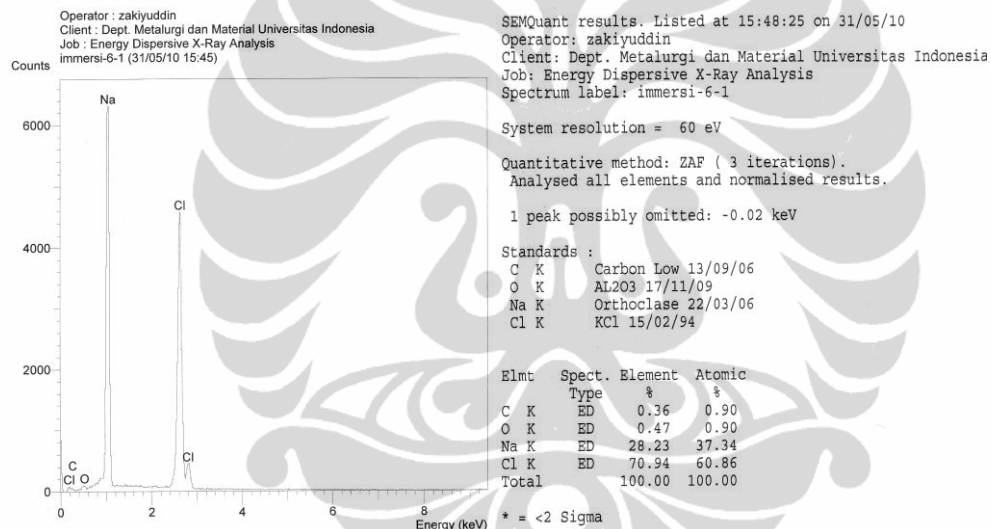 Operator : zakiyuddin
Client : Dept. Metalurgi dan Material Universitas Indonesia
Job : Energy Dispersive X-Ray Analysis
immersi-6-1 (31/05/10 15:45)
Counts
Na
6000
Cl
4000
2000
Cl
C
Cl O
0
0 2 4 6 8
Energy (keV)
SEMQuant results. Listed at 15:48:25 on 31/05/10
Operator: zakiyuddin
Client: Dept. Metalurgi dan Material Universitas Indonesia
Job: Energy Dispersive X-Ray Analysis
Spectrum label: immersi-6-1
System resolution = 60 eV
Quantitative method: ZAF ( 3 iterations).
Analysed all elements and normalised results.
1 peak possibly omitted: -0.02 keV
Standards :
C K Carbon Low 13/09/06
O K AL2O3 17/11/09
Na K Orthoclase 22/03/06
Cl K KCl 15/02/94
Elmt Spect. Element Atomic
Type % %
C K ED 0.36 0.90
O K ED 0.47 0.90
Na K ED 28.23 37.34
Cl K ED 70.94 60.86
Total 100.00 100.00
* = <2 Sigma